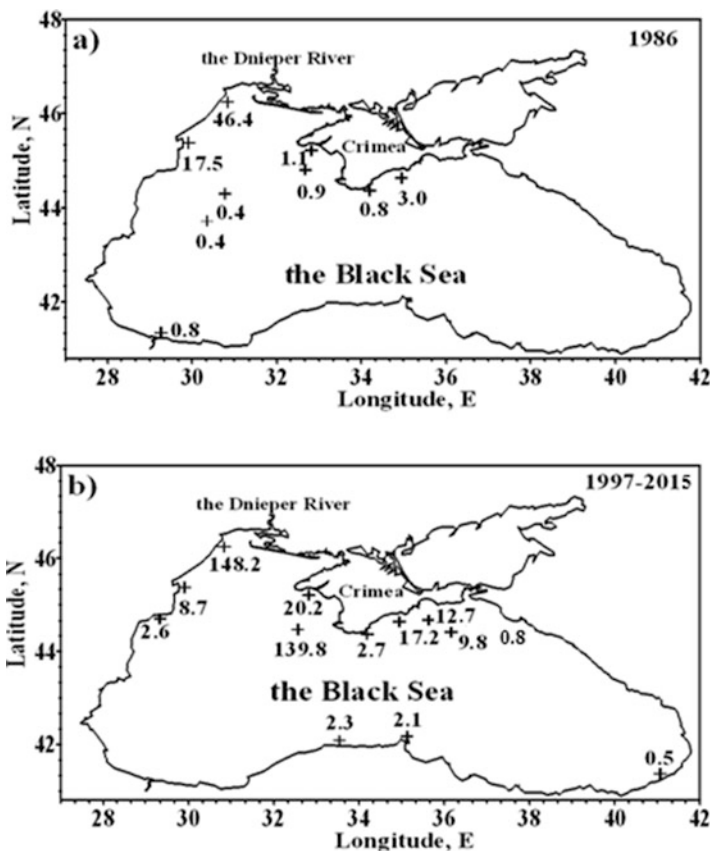 48
a)
1986
the Dnieper River
46
46.4
Crimea
17.5
1.1
0.9
0.8
3.0
44
0.4
0.4
the Black Sea
42
0.8
28 30 32 34 36 38 40 42
Latitude, N
Longitude, E
48
b)
1997-2015
the Dnieper River
46
148.2
Crimea
8.7
20.2
12.7
2.6
17.2
9.8
0.8
139.8
2.7
44
the Black Sea
2.3
2.1
42
0.5
28 30 32 34 36 38 40 42
Latitude, N
Longitude, E